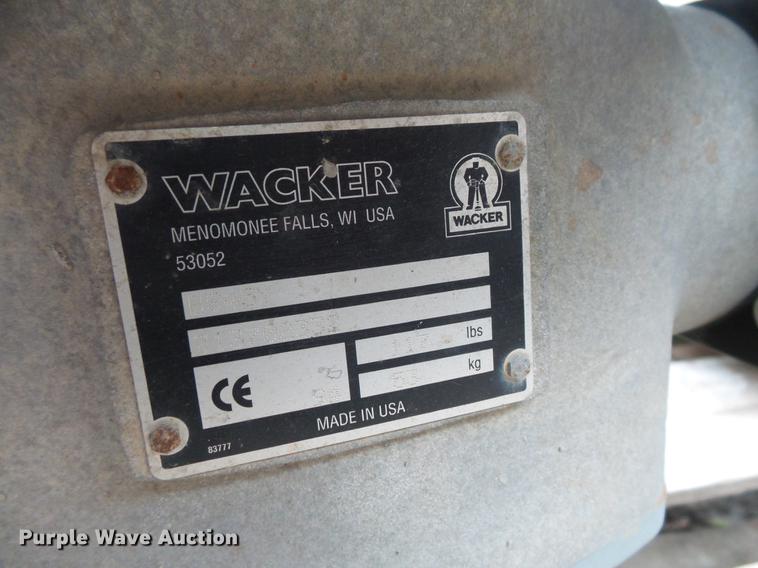 WACKER
MENOMONEE FALLS, WI USA
53052
WACKER
lbs
kg
CE
MADE IN USA
83777
Purple Wave Auction